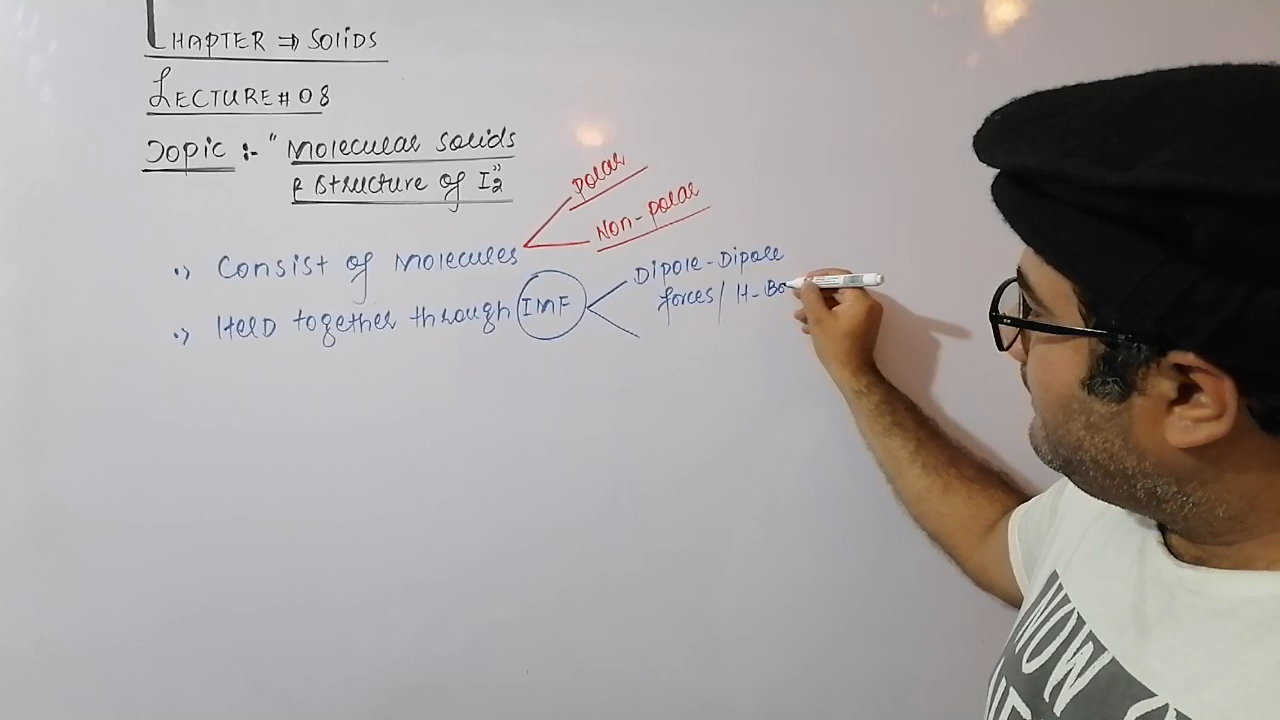 CHAPTER ⇒ SOLIDS
LECTURE # 08
Topic :- "Molecular solids
& Structure of I2"
Polar
Non-polar
Consist of Molecules
Held together through IMF
Dipole-Dipole
forces / H-Bo
NOW